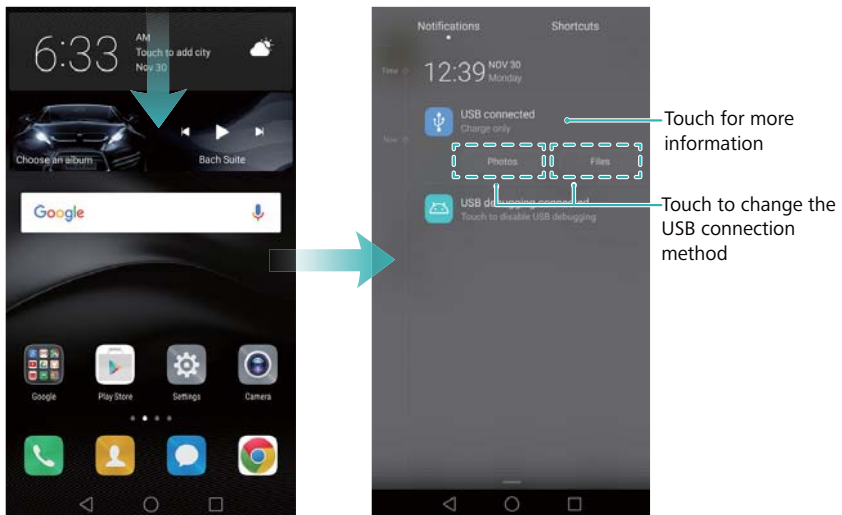 6:33
AM
Touch to add city
Nov 30
Choose an album
Bach Suite
Google
Google
Play Store
Settings
Camera
Notifications
Shortcuts
Time
12:39 NOV 30
Monday
USB connected
Charge only
Now
Photos
Files
USB debugging connected
Touch to disable USB debugging
Touch for more
information
Touch to change the
USB connection
method